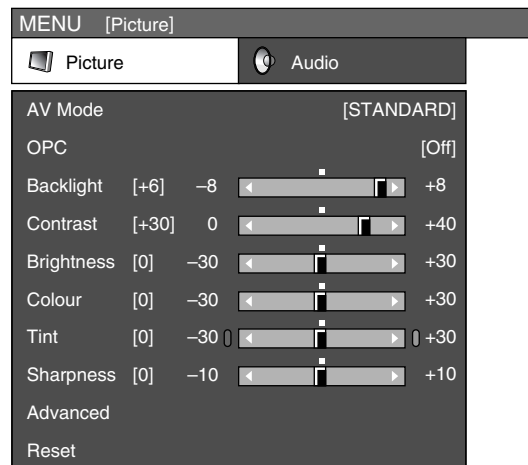 MENU [Picture]
Picture Audio
AV Mode [STANDARD]
OPC [Off]
Backlight [+6] –8 +8
Contrast [+30] 0 +40
Brightness [0] –30 +30
Colour [0] –30 +30
Tint [0] –30 +30
Sharpness [0] –10 +10
Advanced
Reset